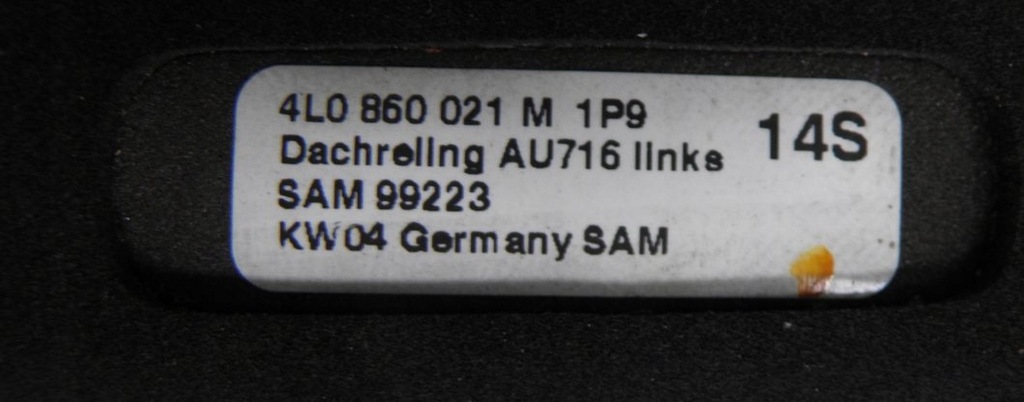 4L0 860 021 M 1P9
14S
Dachreling AU716 links
SAM 99223
KW04 Germany SAM